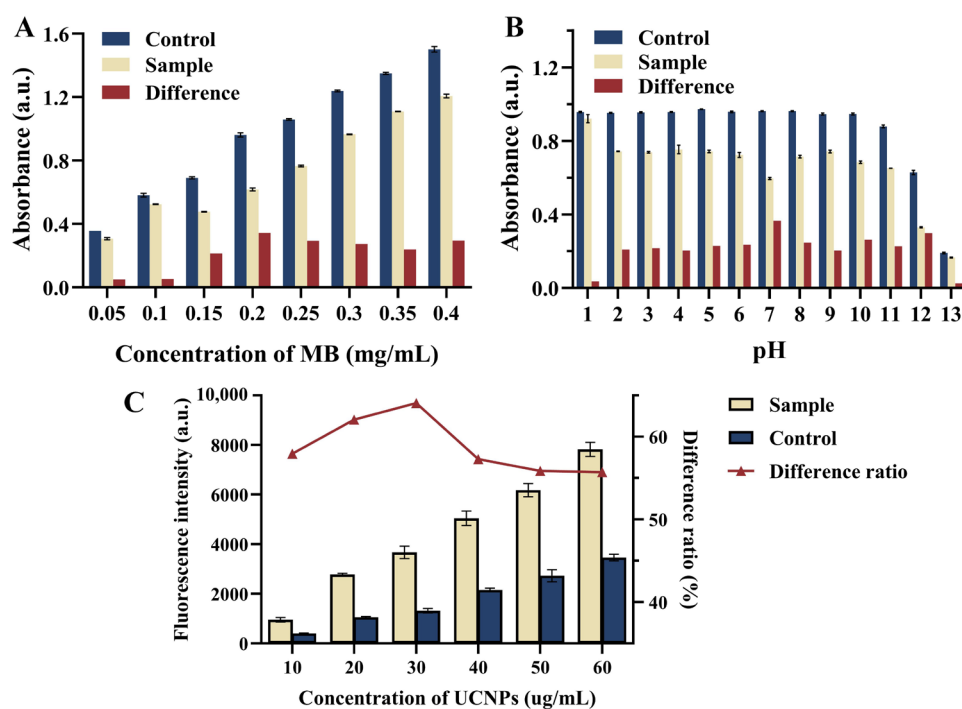 A
Control
Sample
Difference
Absorbance (a.u.)
1.6
1.2
0.8
0.4
0.0
0.05 0.1 0.15 0.2 0.25 0.3 0.35 0.4
Concentration of MB (mg/mL)
B
Control
Sample
Difference
Absorbance (a.u.)
1.2
0.8
0.4
0.0
1 2 3 4 5 6 7 8 9 10 11 12 13
pH
C
Fluorescence intensity (a.u.)
10,000
8000
6000
4000
2000
0
10 20 30 40 50 60
Concentration of UCNPs (ug/mL)
60
50
40
Difference ratio (%)
Sample
Control
Difference ratio